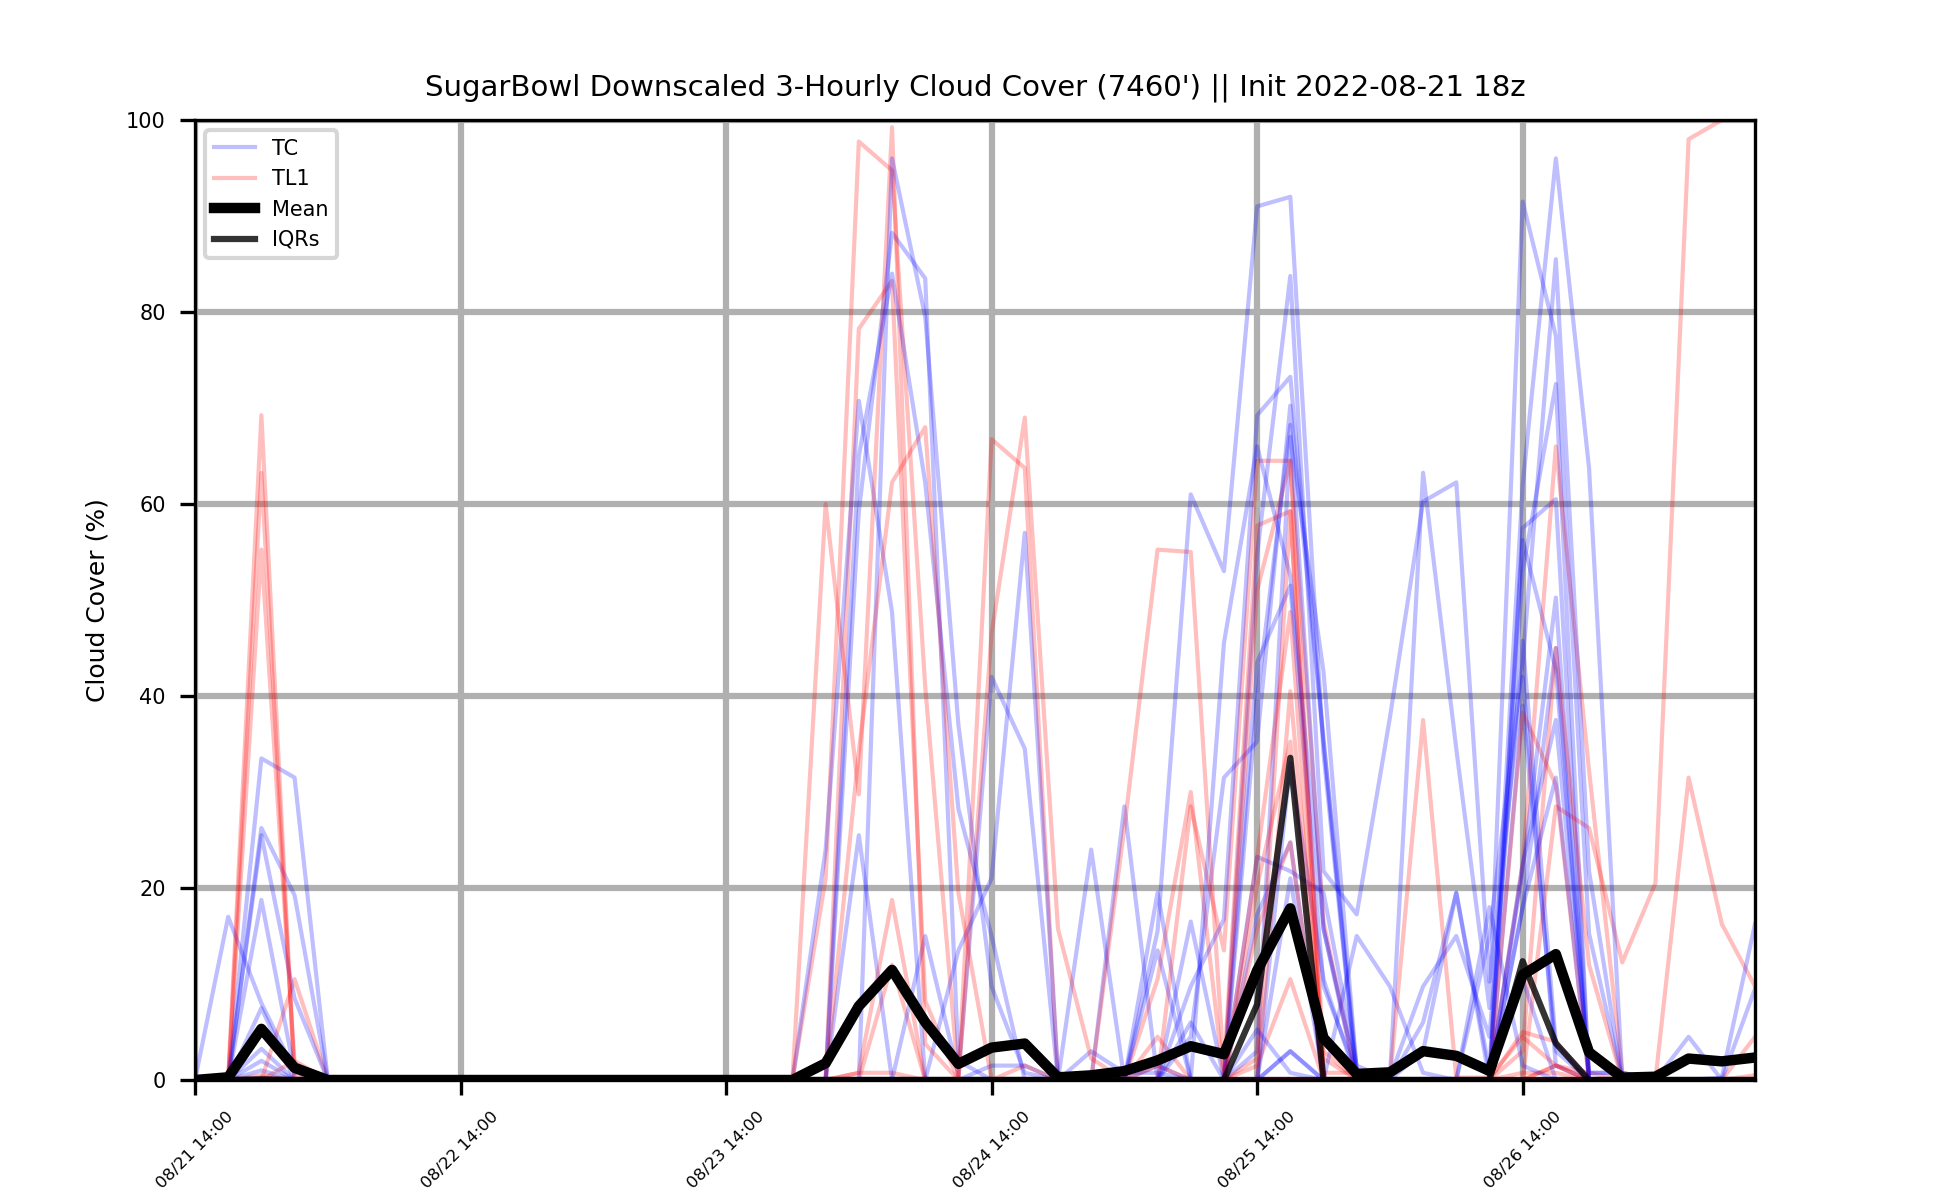 SugarBowl Downscaled 3-Hourly Cloud Cover (7460') || Init 2022-08-21 18z
TC
TL1
Mean
IQRs
Cloud Cover (%)
100
80
60
40
20
0
08/21 14:00
08/22 14:00
08/23 14:00
08/24 14:00
08/25 14:00
08/26 14:00